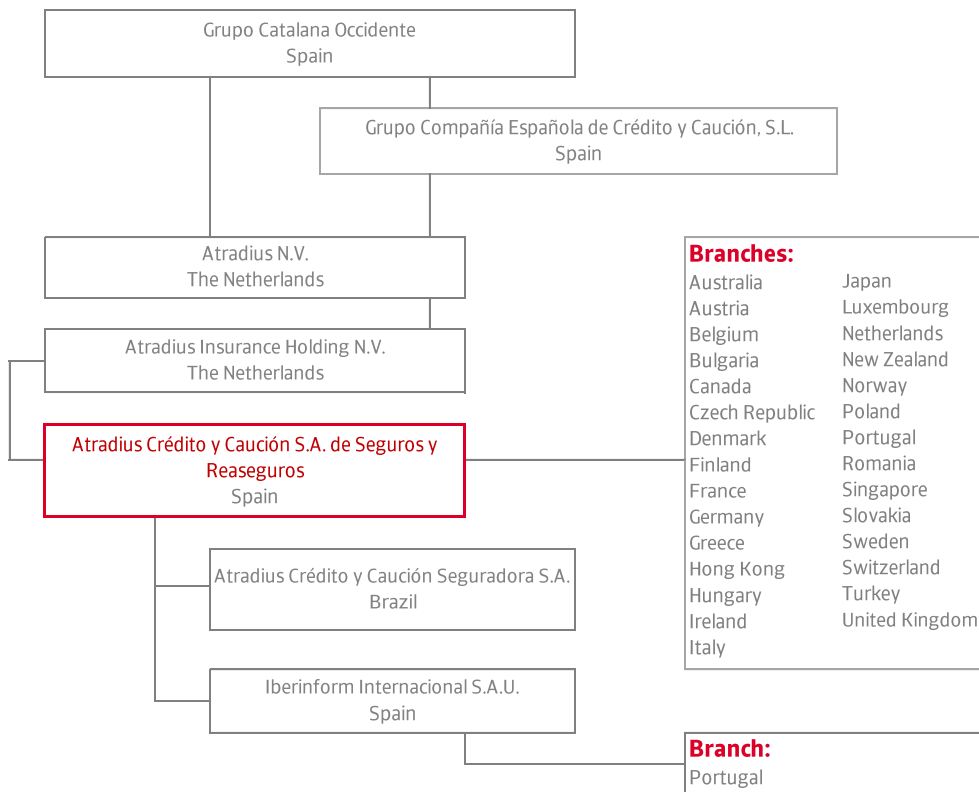 Grupo Catalana Occidente
Spain
Grupo Compañía Española de Crédito y Caución, S.L.
Spain
Atradius N.V.
The Netherlands
Atradius Insurance Holding N.V.
The Netherlands
Atradius Crédito y Caución S.A. de Seguros y
Reaseguros
Spain
Atradius Crédito y Caución Seguradora S.A.
Brazil
Iberinform Internacional S.A.U.
Spain
Branches:
Australia
Austria
Belgium
Bulgaria
Canada
Czech Republic
Denmark
Finland
France
Germany
Greece
Hong Kong
Hungary
Ireland
Italy
Japan
Luxembourg
Netherlands
New Zealand
Norway
Poland
Portugal
Romania
Singapore
Slovakia
Sweden
Switzerland
Turkey
United Kingdom
Branch:
Portugal